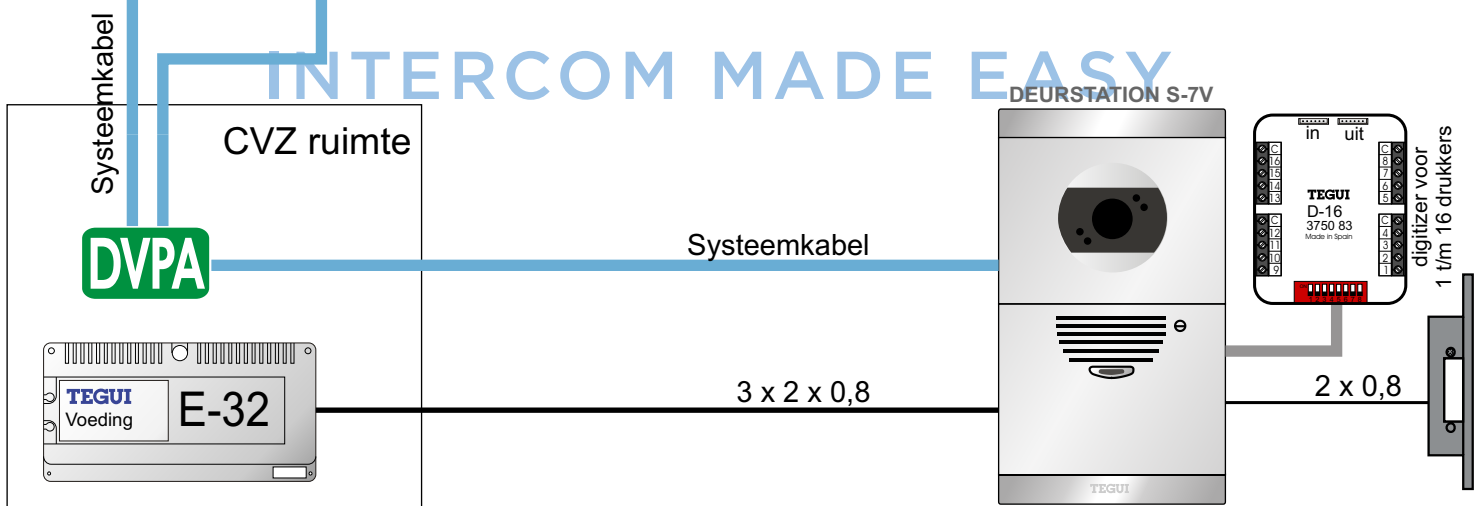 INTERCOM MADE EASY
Systeemkabel
CVZ ruimte
DVPA
Systeemkabel
TEGUI
Voeding
E-32
3 x 2 x 0,8
DEURSTATION S-7V
TEGUI
in uit
C
16
15
14
13
C
12
11
10
9
C
8
7
6
5
C
4
3
2
1
TEGUI
D-16
3750 83
Made in Spain
digitizer voor
1 t/m 16 drukkers
2 x 0,8